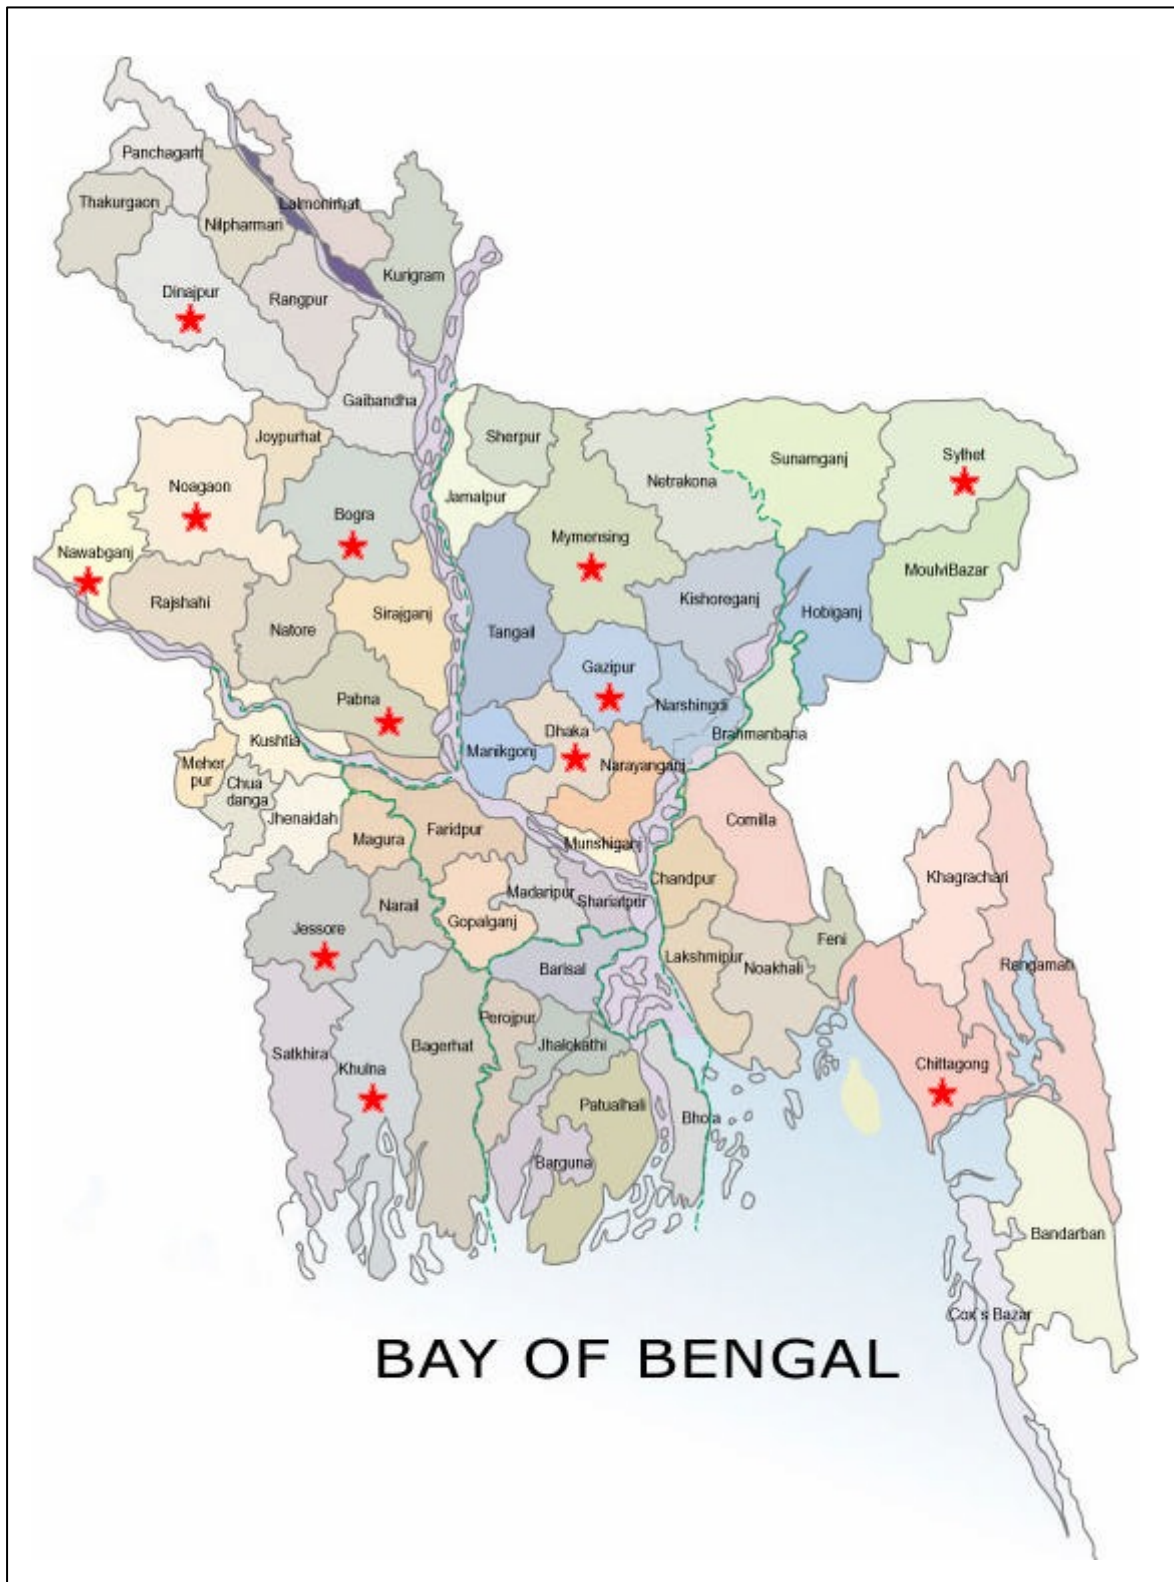 Panchagarh
Thakurgaon
Nilphamari
Lalmonirhat
Dinajpur
Rangpur
Kurigram
Gaibandha
Joypurhat
Sherpur
Sunamganj
Sylhet
Noagaon
Netrakona
Jamalpur
Bogra
Mymensing
Nawabganj
MoulviBazar
Rajshahi
Kishoreganj
Sirajganj
Hobiganj
Natore
Tangail
Gazipur
Pabna
Narshingdi
Dhaka
Brahmanbaria
Kushtia
Manikgonj
Meher
pur
Narayanganj
Chua
danga
Jhenaidah
Magura
Faridpur
Comilla
Munshiganj
Khagrachari
Chandpur
Madaripur
Narail
Shariatpur
Gopalganj
Jessore
Feni
Lakshmipur
Noakhali
Rangamati
Barisal
Perojpur
Satkhira
Bagerhat
Jhalokathi
Khulna
Chittagong
Patualhali
Bhola
Barguna
Bandarban
Cox's Bazar
BAY OF BENGAL